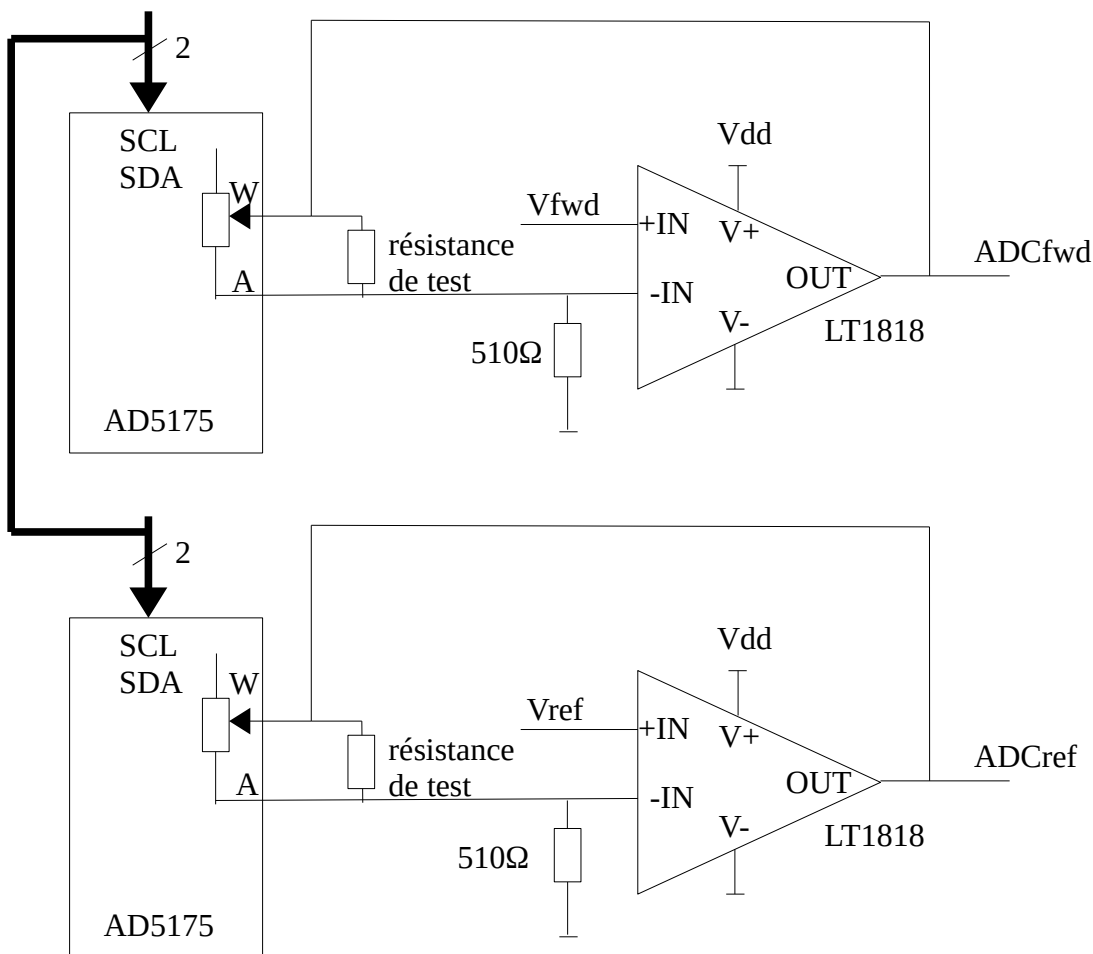 2
SCL
SDA
W
A
AD5175
résistance
de test
510Ω
Vfwd
Vdd
+IN
V+
-IN
V-
OUT
LT1818
ADCfwd
2
SCL
SDA
W
A
AD5175
résistance
de test
510Ω
Vref
Vdd
+IN
V+
-IN
V-
OUT
LT1818
ADCref